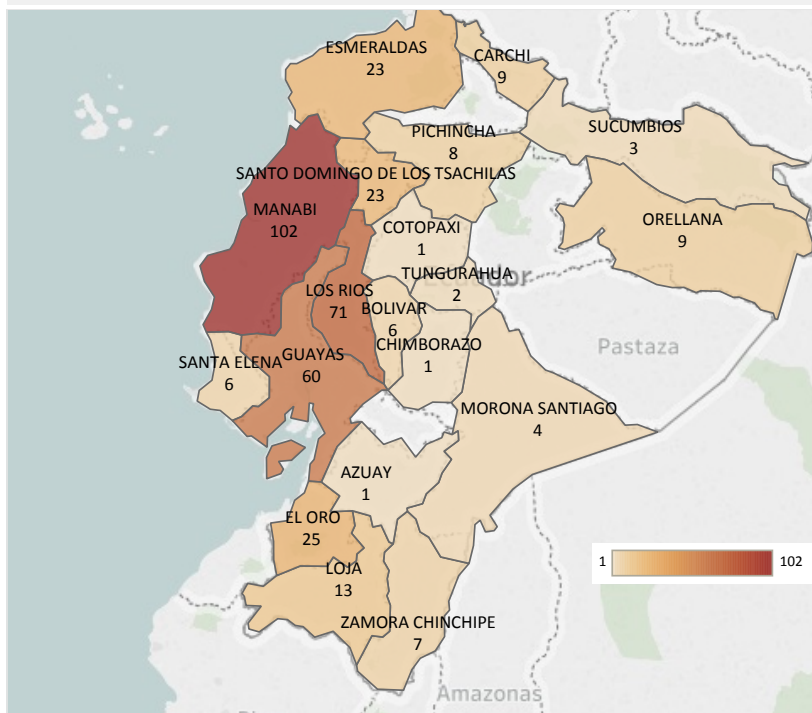 ESMERALDAS
23
CARCHI
9
PICHINCHA
8
SUCUMBIOS
3
SANTO DOMINGO DE LOS TSACHILAS
23
MANABI
102
COTOPAXI
1
ORELLANA
9
TUNGURAHUA
2
LOS RIOS
71
BOLIVAR
6
CHIMBORAZO
1
Pastaza
SANTA ELENA
6
GUAYAS
60
MORONA SANTIAGO
4
AZUAY
1
EL ORO
25
1
102
LOJA
13
ZAMORA CHINCHIPE
7
Amazonas